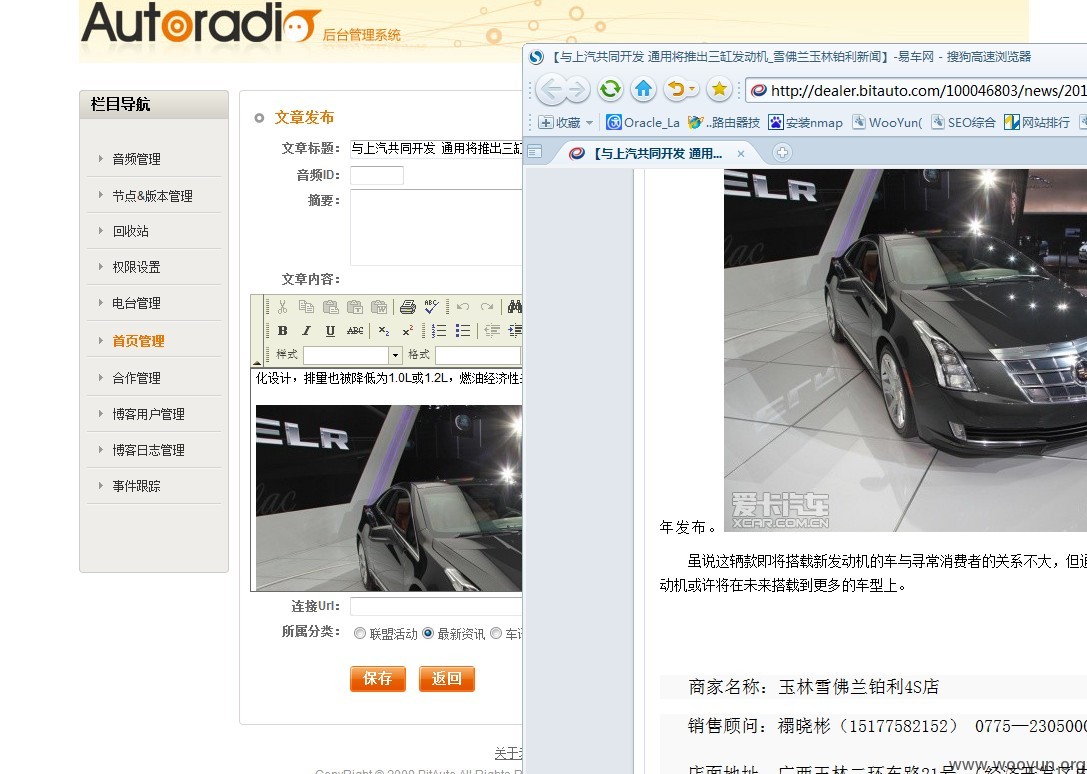 Autoradio
后台管理系统
栏目导航
音频管理
节点&版本管理
回收站
权限设置
电台管理
首页管理
合作管理
博客用户管理
博客日志管理
事件跟踪
文章发布
文章标题： 与上汽共同开发 通用将推出三缸
音频ID：
摘要：
文章内容：
B I U ABC x₂ x²
样式 格式
化设计，排量也被降低为1.0L或1.2L，燃油经济性
ELR
连接Url：
所属分类： 联盟活动 最新资讯 车
保存 返回
关于
CopyRight © 2009 BitAuto All Rights
【与上汽共同开发 通用将推出三缸发动机_雪佛兰玉林铂利新闻】-易车网 - 搜狗高速浏览器
http://dealer.bitauto.com/100046803/news/201
收藏 Oracle_La ..路由器技 安装nmap WooYun( SEO综合 网站排行
【与上汽共同开发 通用...
ELR
爱卡汽车
XCAR.COM.CN
年发布。
虽说这辆款即将搭载新发动机的车与寻常消费者的关系不大，但
动机或许将在未来搭载到更多的车型上。
商家名称：玉林雪佛兰铂利4S店
销售顾问：禤晓彬（15177582152） 0775—2305000
店面地址：广西玉林二环东路21号
www.wooyun.org